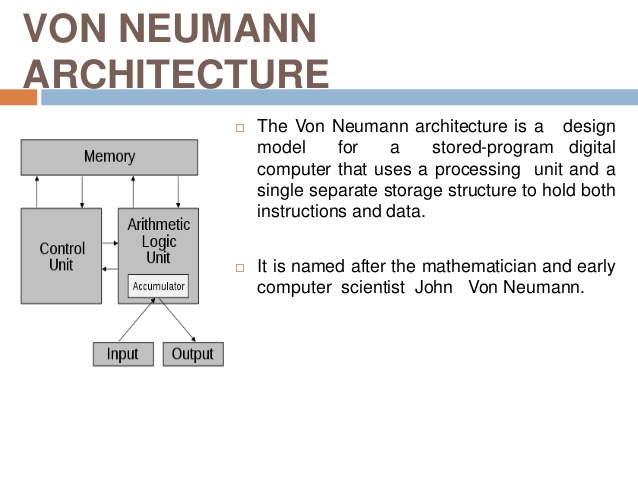 VON NEUMANN
ARCHITECTURE
Memory
Control
Unit
Arithmetic
Logic
Unit
Accumulator
Input
Output
The Von Neumann architecture is a design
model for a stored-program digital
computer that uses a processing unit and a
single separate storage structure to hold both
instructions and data.
It is named after the mathematician and early
computer scientist John Von Neumann.